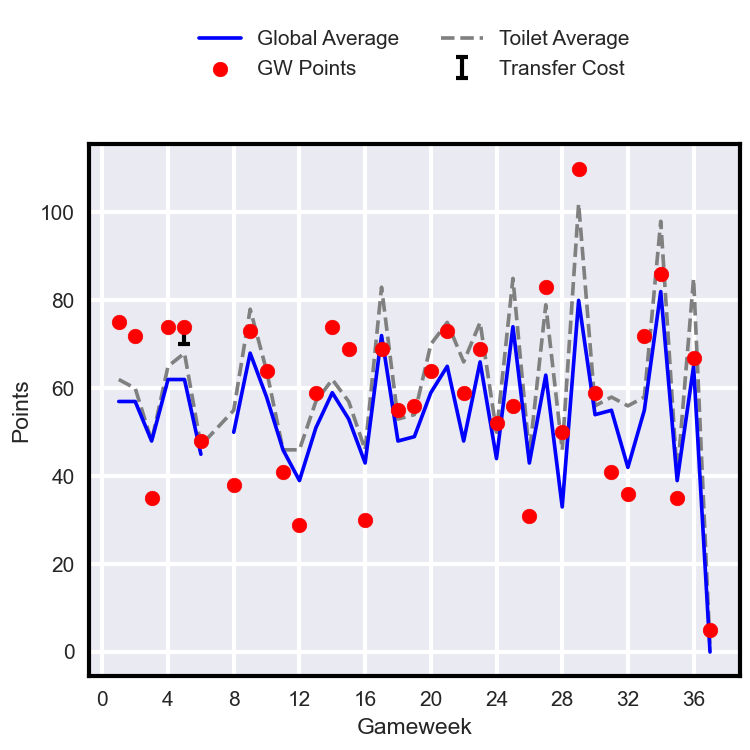 Global Average
Toilet Average
GW Points
Transfer Cost
100
80
60
40
20
0
Points
0 4 8 12 16 20 24 28 32 36
Gameweek